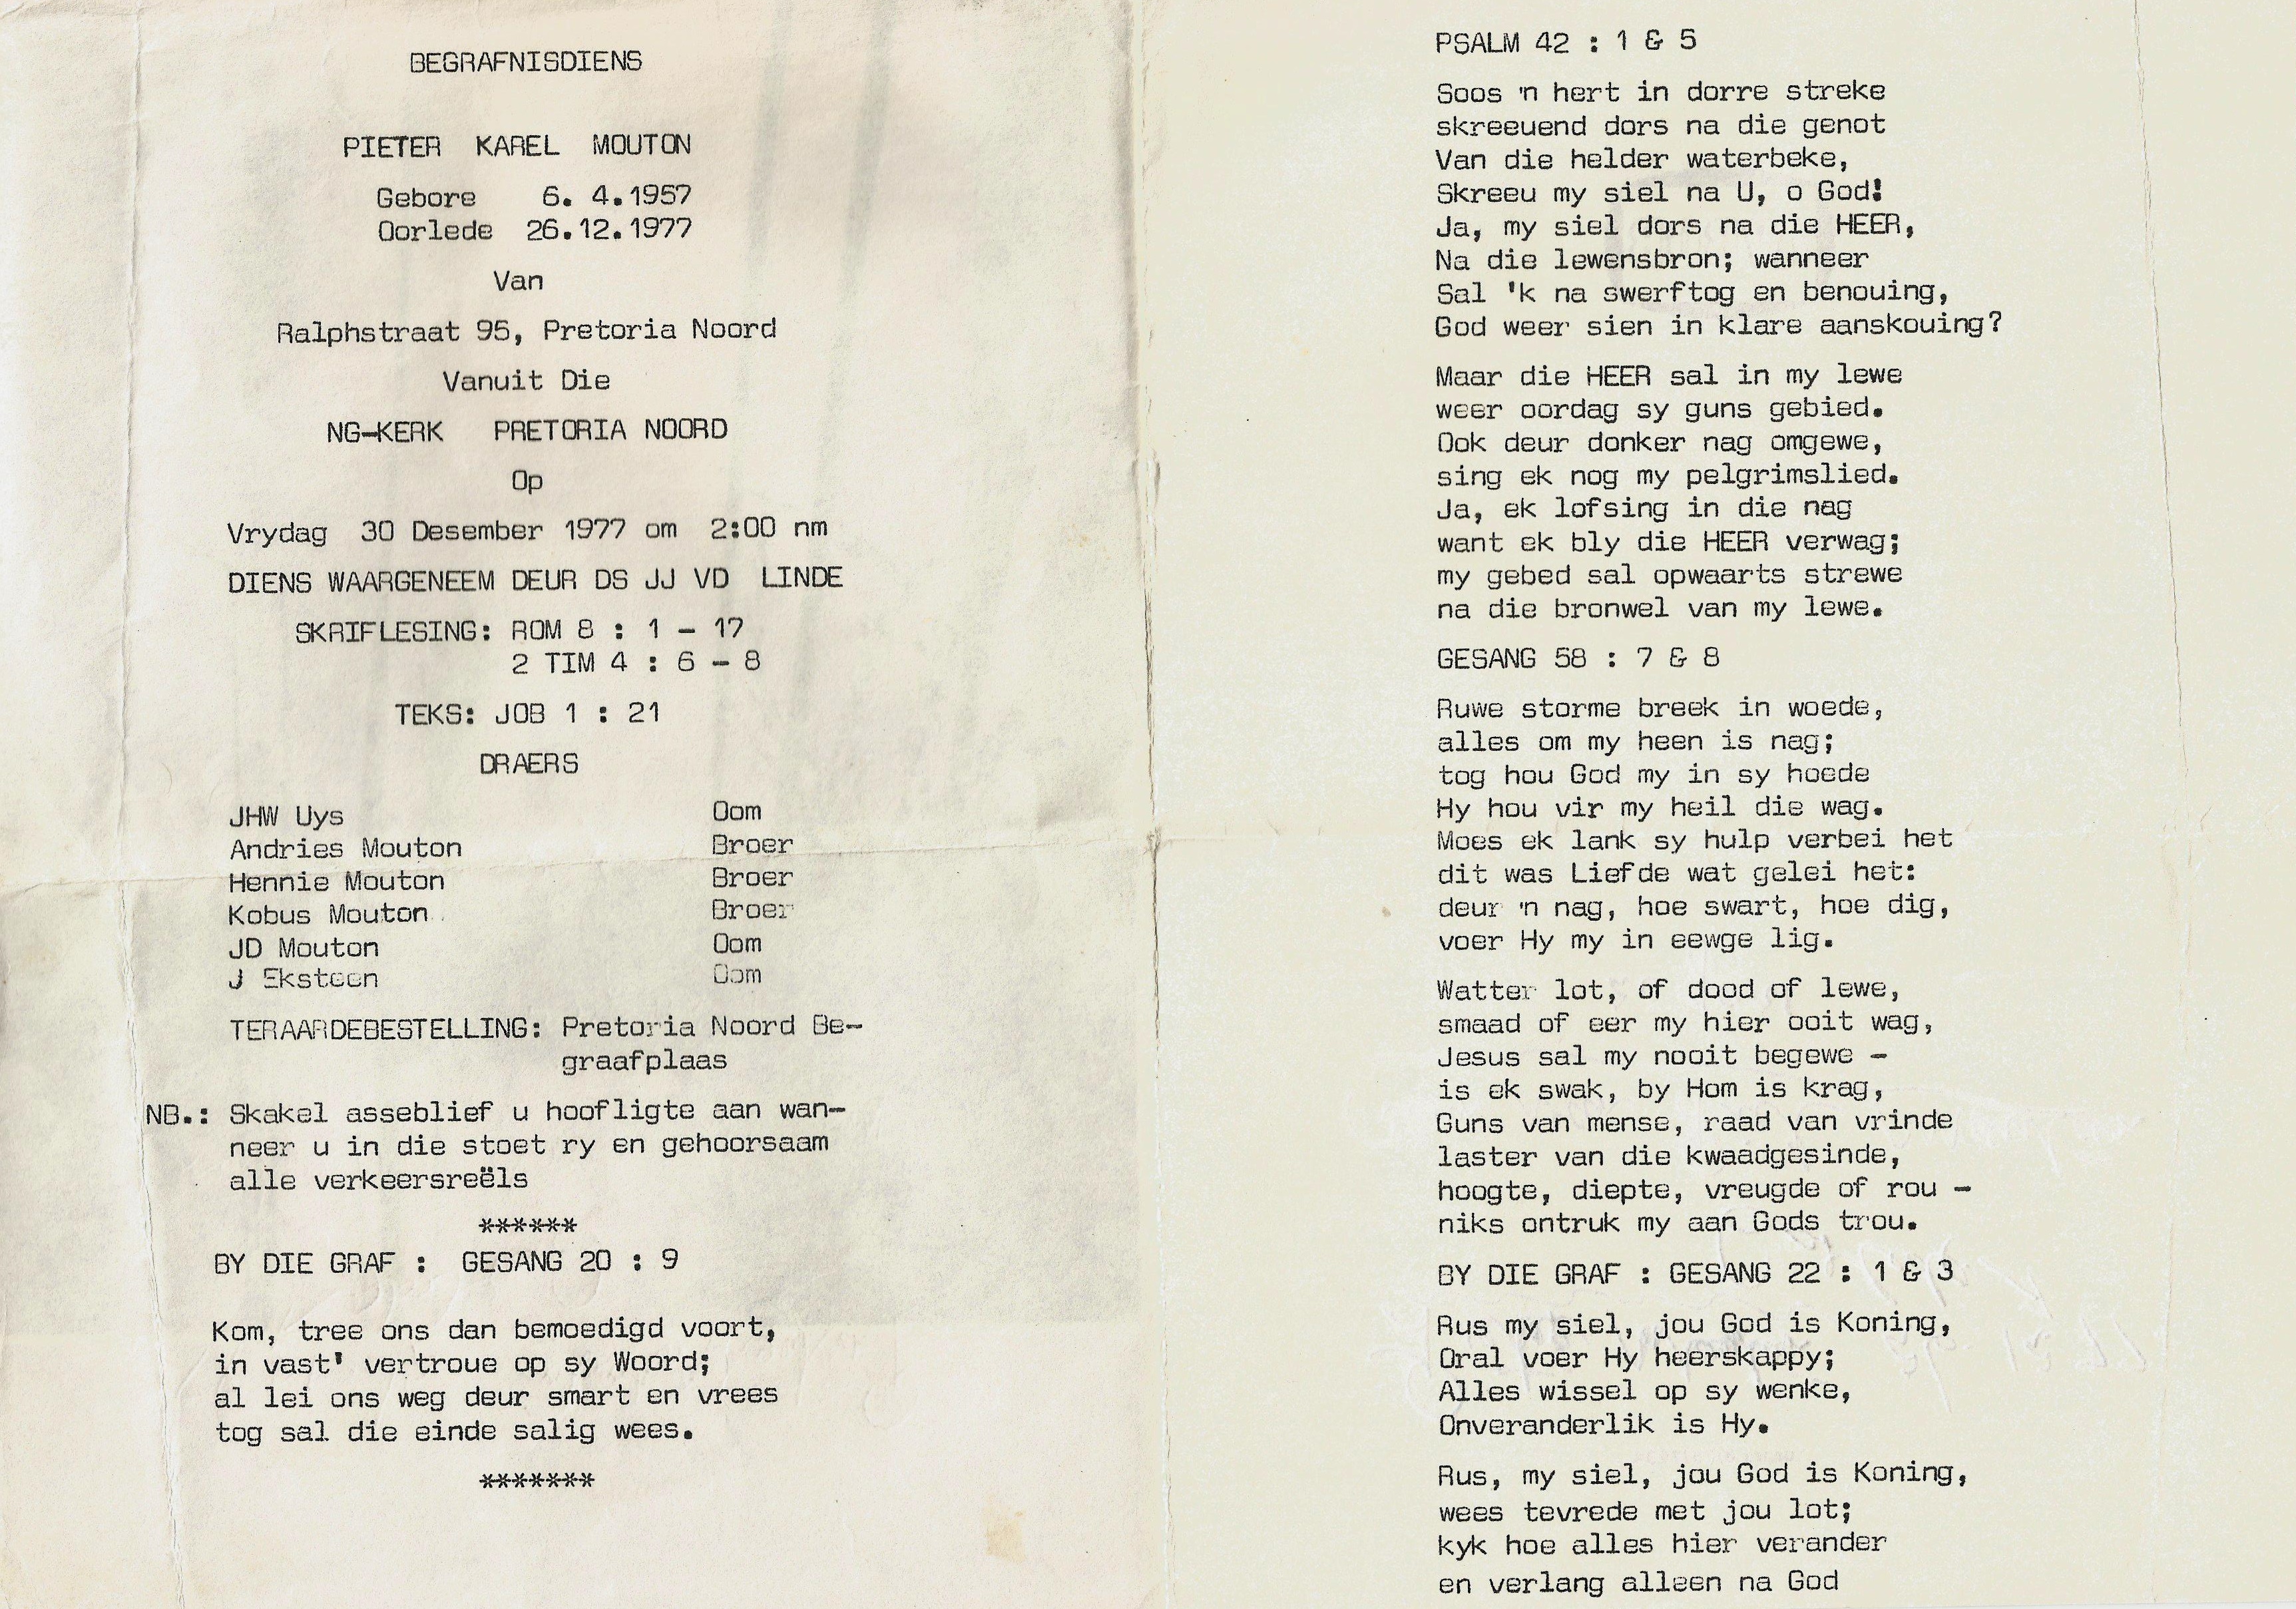 BEGRAFNISDIENS
PIETER KAREL MOUTON
Gebore 6. 4.1957
Oorlede 26.12.1977
Van
Ralphstraat 95, Pretoria Noord
Vanuit Die
NG-KERK PRETORIA NOORD
Op
Vrydag 30 Desember 1977 om 2:00 nm
DIENS WAARGENEEM DEUR DS JJ VD LINDE
SKRIFLESING: ROM 8 : 1 - 17
2 TIM 4 : 6 - 8
TEKS: JOB 1 : 21
DRAERS
JHW Uys Oom
Andries Mouton Broer
Hennie Mouton Broer
Kobus Mouton Broer
JD Mouton Oom
J Eksteen Oom
TERAARDEBESTELLING: Pretoria Noord Be-
graafplaas
NB.: Skakel asseblief u hoofligte aan wan-
neer u in die stoet ry en gehoorsaam
alle verkeersreëls
******
BY DIE GRAF : GESANG 20 : 9
Kom, tree ons dan bemoedigd voort,
in vast' vertroue op sy Woord;
al lei ons weg deur smart en vrees
tog sal die einde salig wees.
*******
PSALM 42 : 1 & 5
Soos 'n hert in dorre streke
skreeuend dors na die genot
Van die helder waterbeke,
Skreeu my siel na U, o God!
Ja, my siel dors na die HEER,
Na die lewensbron; wanneer
Sal 'k na swerftog en benouing,
God weer sien in klare aanskouing?
Maar die HEER sal in my lewe
weer oordag sy guns gebied.
Ook deur donker nag omgewe,
sing ek nog my pelgrimslied.
Ja, ek lofsing in die nag
want ek bly die HEER verwag;
my gebed sal opwaarts strewe
na die bronwel van my lewe.
GESANG 58 : 7 & 8
Ruwe storme breek in woede,
alles om my heen is nag;
tog hou God my in sy hoede
Hy hou vir my heil die wag.
Moes ek lank sy hulp verbei het
dit was Liefde wat gelei het:
deur 'n nag, hoe swart, hoe dig,
voer Hy my in eewge lig.
Watter lot, of dood of lewe,
smaad of eer my hier ooit wag,
Jesus sal my nooit begewe -
is ek swak, by Hom is krag,
Guns van mense, raad van vrinde
laster van die kwaadgesinde,
hoogte, diepte, vreugde of rou -
niks ontruk my aan Gods trou.
BY DIE GRAF : GESANG 22 : 1 & 3
Rus my siel, jou God is Koning,
Oral voer Hy heerskappy;
Alles wissel op sy wenke,
Onveranderlik is Hy.
Rus, my siel, jou God is Koning,
wees tevrede met jou lot;
kyk hoe alles hier verander
en verlang alleen na God